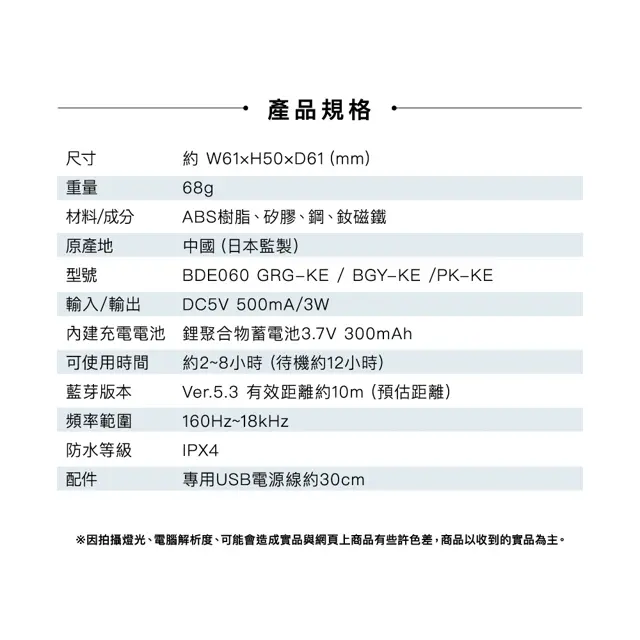 產品規格
尺寸 約 W61×H50×D61 (mm)
重量 68g
材料/成分 ABS樹脂、矽膠、鋼、釹磁鐵
原產地 中國 (日本監製)
型號 BDE060 GRG-KE / BGY-KE /PK-KE
輸入/輸出 DC5V 500mA/3W
內建充電電池 鋰聚合物蓄電池3.7V 300mAh
可使用時間 約2~8小時 (待機約12小時)
藍芽版本 Ver.5.3 有效距離約10m (預估距離)
頻率範圍 160Hz~18kHz
防水等級 IPX4
配件 專用USB電源線約30cm
※因拍攝燈光、電腦解析度、可能會造成實品與網頁上商品有些許色差，商品以收到的實品為主。